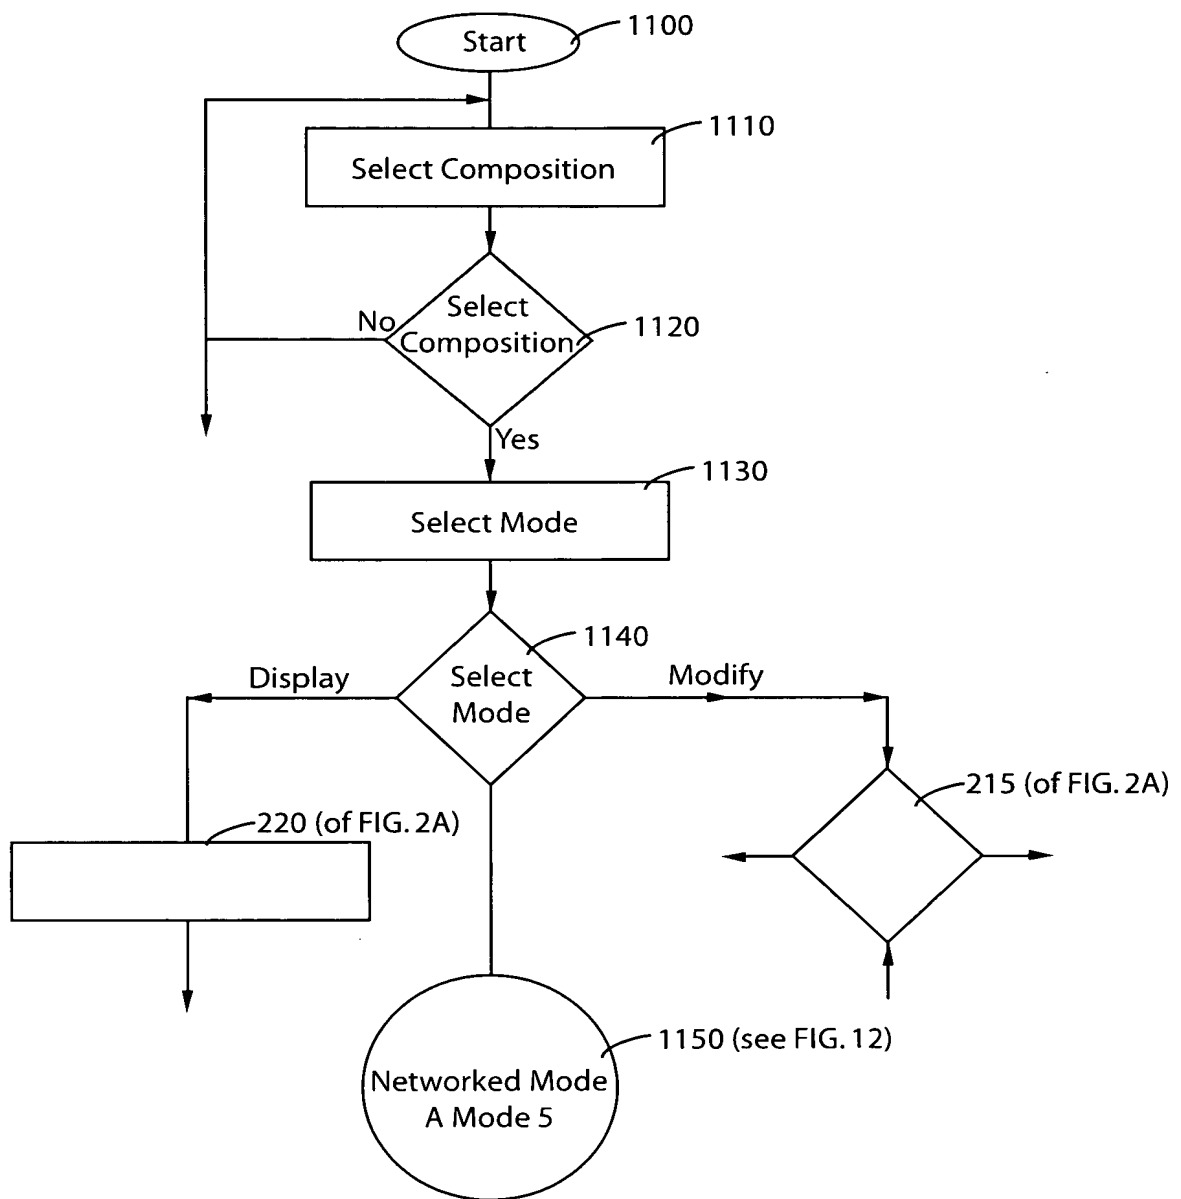 Start
1100
1110
Select Composition
Select
Composition
No
1120
Yes
1130
Select Mode
1140
Display
Select
Mode
Modify
220 (of FIG. 2A)
215 (of FIG. 2A)
1150 (see FIG. 12)
Networked Mode
A Mode 5